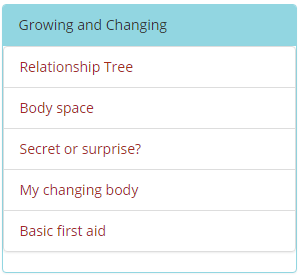 Growing and Changing
Relationship Tree
Body space
Secret or surprise?
My changing body
Basic first aid